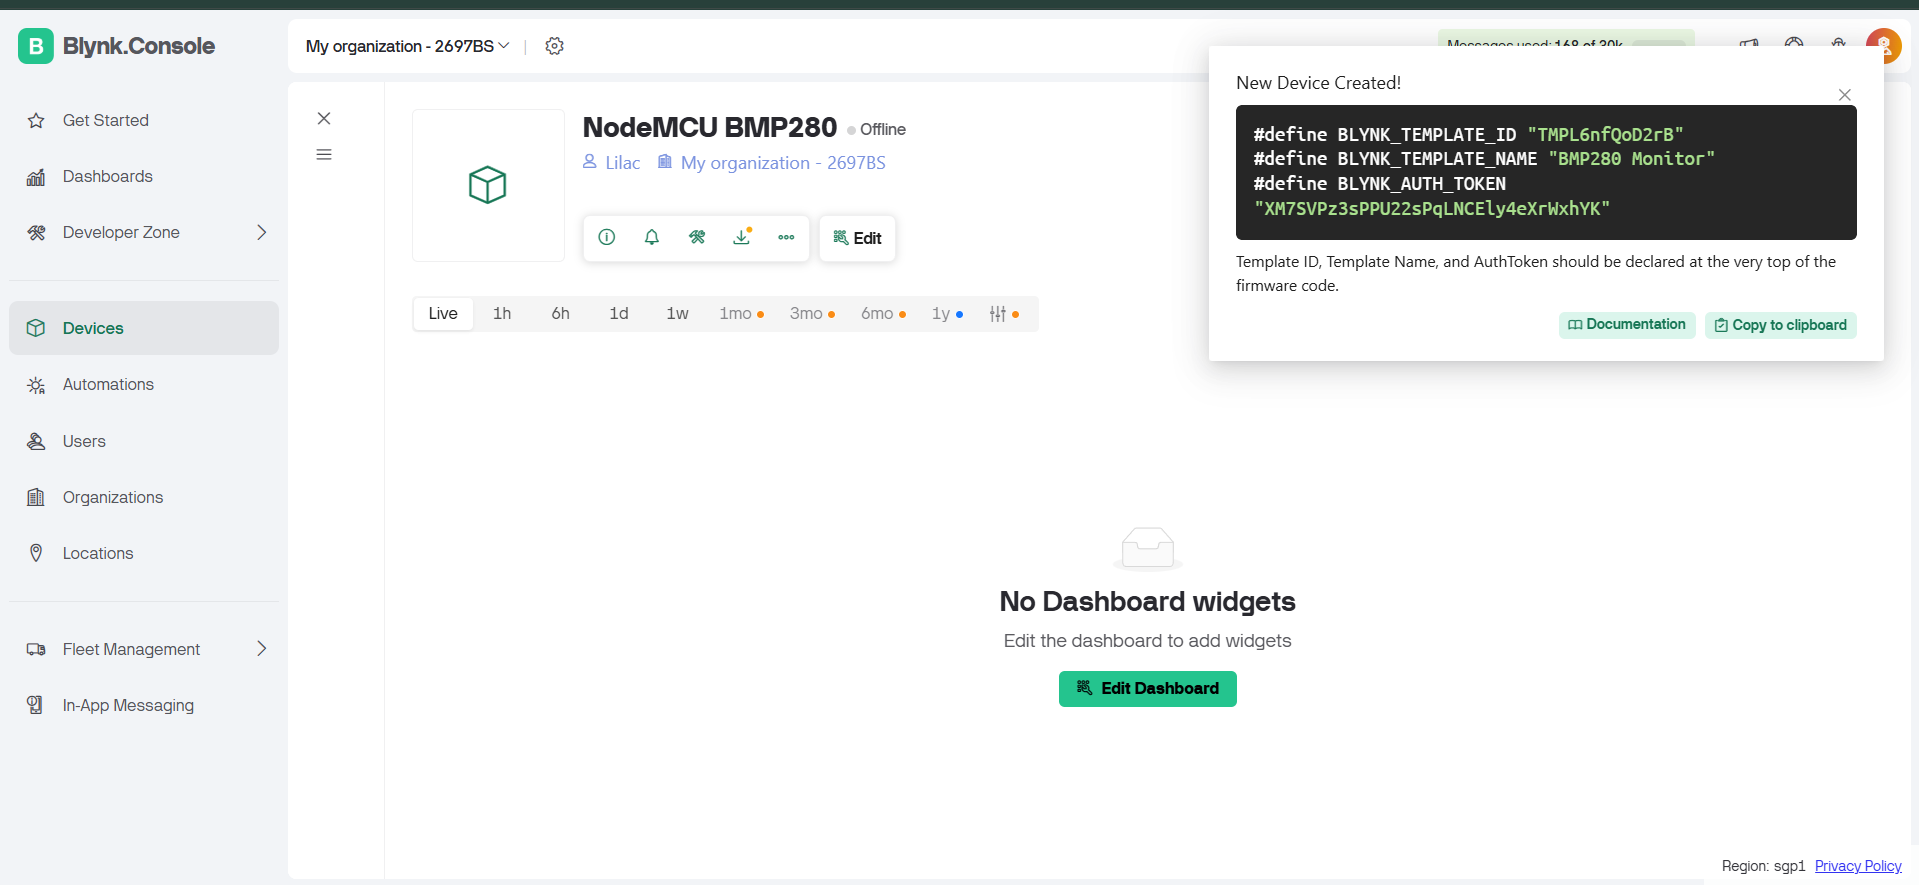 B Blynk.Console
My organization - 2697BS
Messages used: 168 of 30k
Get Started
Dashboards
Developer Zone
Devices
Automations
Users
Organizations
Locations
Fleet Management
In-App Messaging
NodeMCU BMP280 Offline
Lilac My organization - 2697BS
Edit
Live 1h 6h 1d 1w 1mo 3mo 6mo 1y
New Device Created!
#define BLYNK_TEMPLATE_ID "TMPL6nfQoD2rB"
#define BLYNK_TEMPLATE_NAME "BMP280 Monitor"
#define BLYNK_AUTH_TOKEN
"XM7SVPz3sPPU22sPqLNCEly4eXrWxhYK"
Template ID, Template Name, and AuthToken should be declared at the very top of the
firmware code.
Documentation Copy to clipboard
No Dashboard widgets
Edit the dashboard to add widgets
Edit Dashboard
Region: sgp1 Privacy Policy